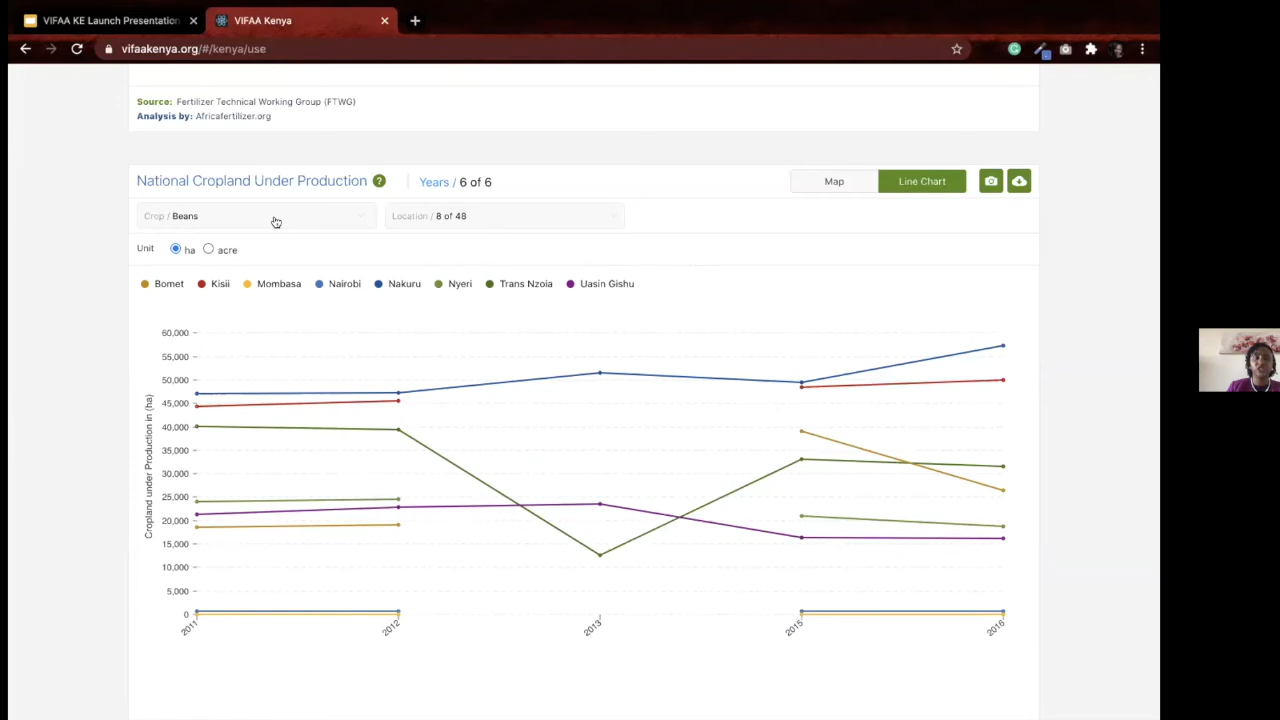 VIFAA KE Launch Presentation
VIFAA Kenya
vifaakenya.org/#/kenya/use
Source: Fertilizer Technical Working Group (FTWG)
Analysis by: Africafertilizer.org
National Cropland Under Production ? Years / 6 of 6 Map Line Chart
Crop / Beans Location / 8 of 48
Unit ha acre
Bomet Kisii Mombasa Nairobi Nakuru Nyeri Trans Nzoia Uasin Gishu
Cropland under Production in (ha)
60,000
55,000
50,000
45,000
40,000
35,000
30,000
25,000
20,000
15,000
10,000
5,000
0
2011 2012 2013 2015 2016